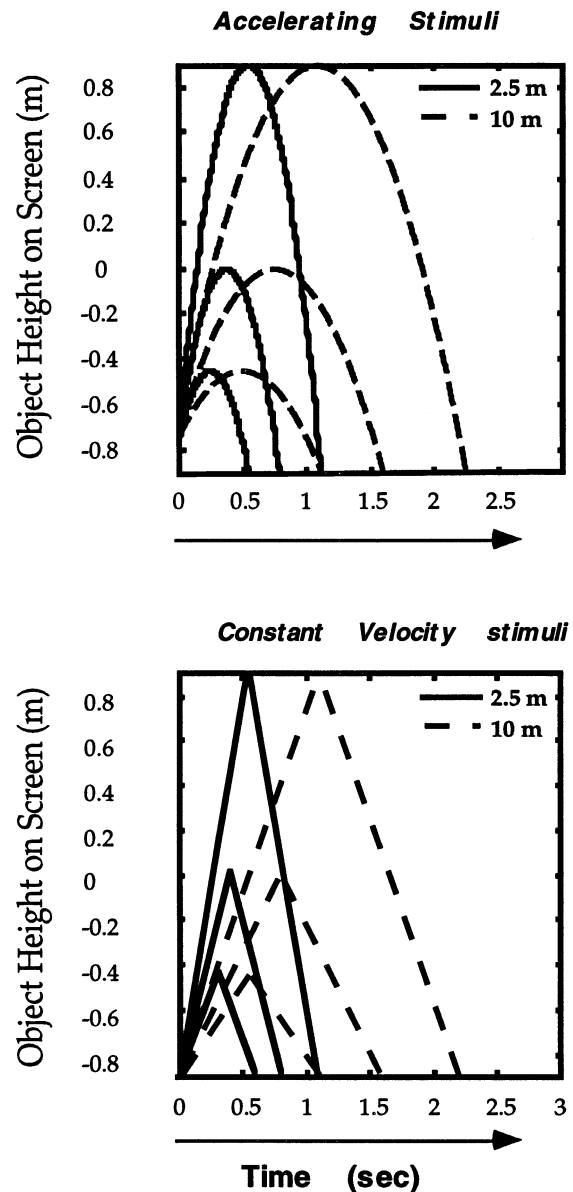 Accelerating Stimuli
Object Height on Screen (m)
0.8
0.6
0.4
0.2
0
-0.2
-0.4
-0.6
-0.8
2.5 m
10 m
0 0.5 1 1.5 2 2.5
Constant Velocity stimuli
Object Height on Screen (m)
0.8
0.6
0.4
0.2
0
-0.2
-0.4
-0.6
-0.8
2.5 m
10 m
0 0.5 1 1.5 2 2.5 3
Time (sec)